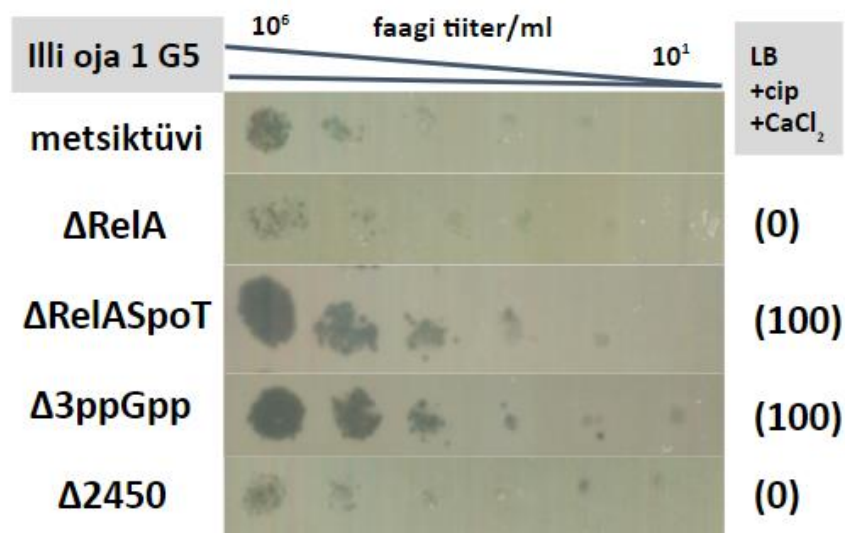 Illi oja 1 G5
10⁶
faagi tiiter/ml
10¹
LB
+cip
+CaCl₂
metsiktüvi
ΔRelA
(0)
ΔRelASpoT
(100)
Δ3ppGpp
(100)
Δ2450
(0)